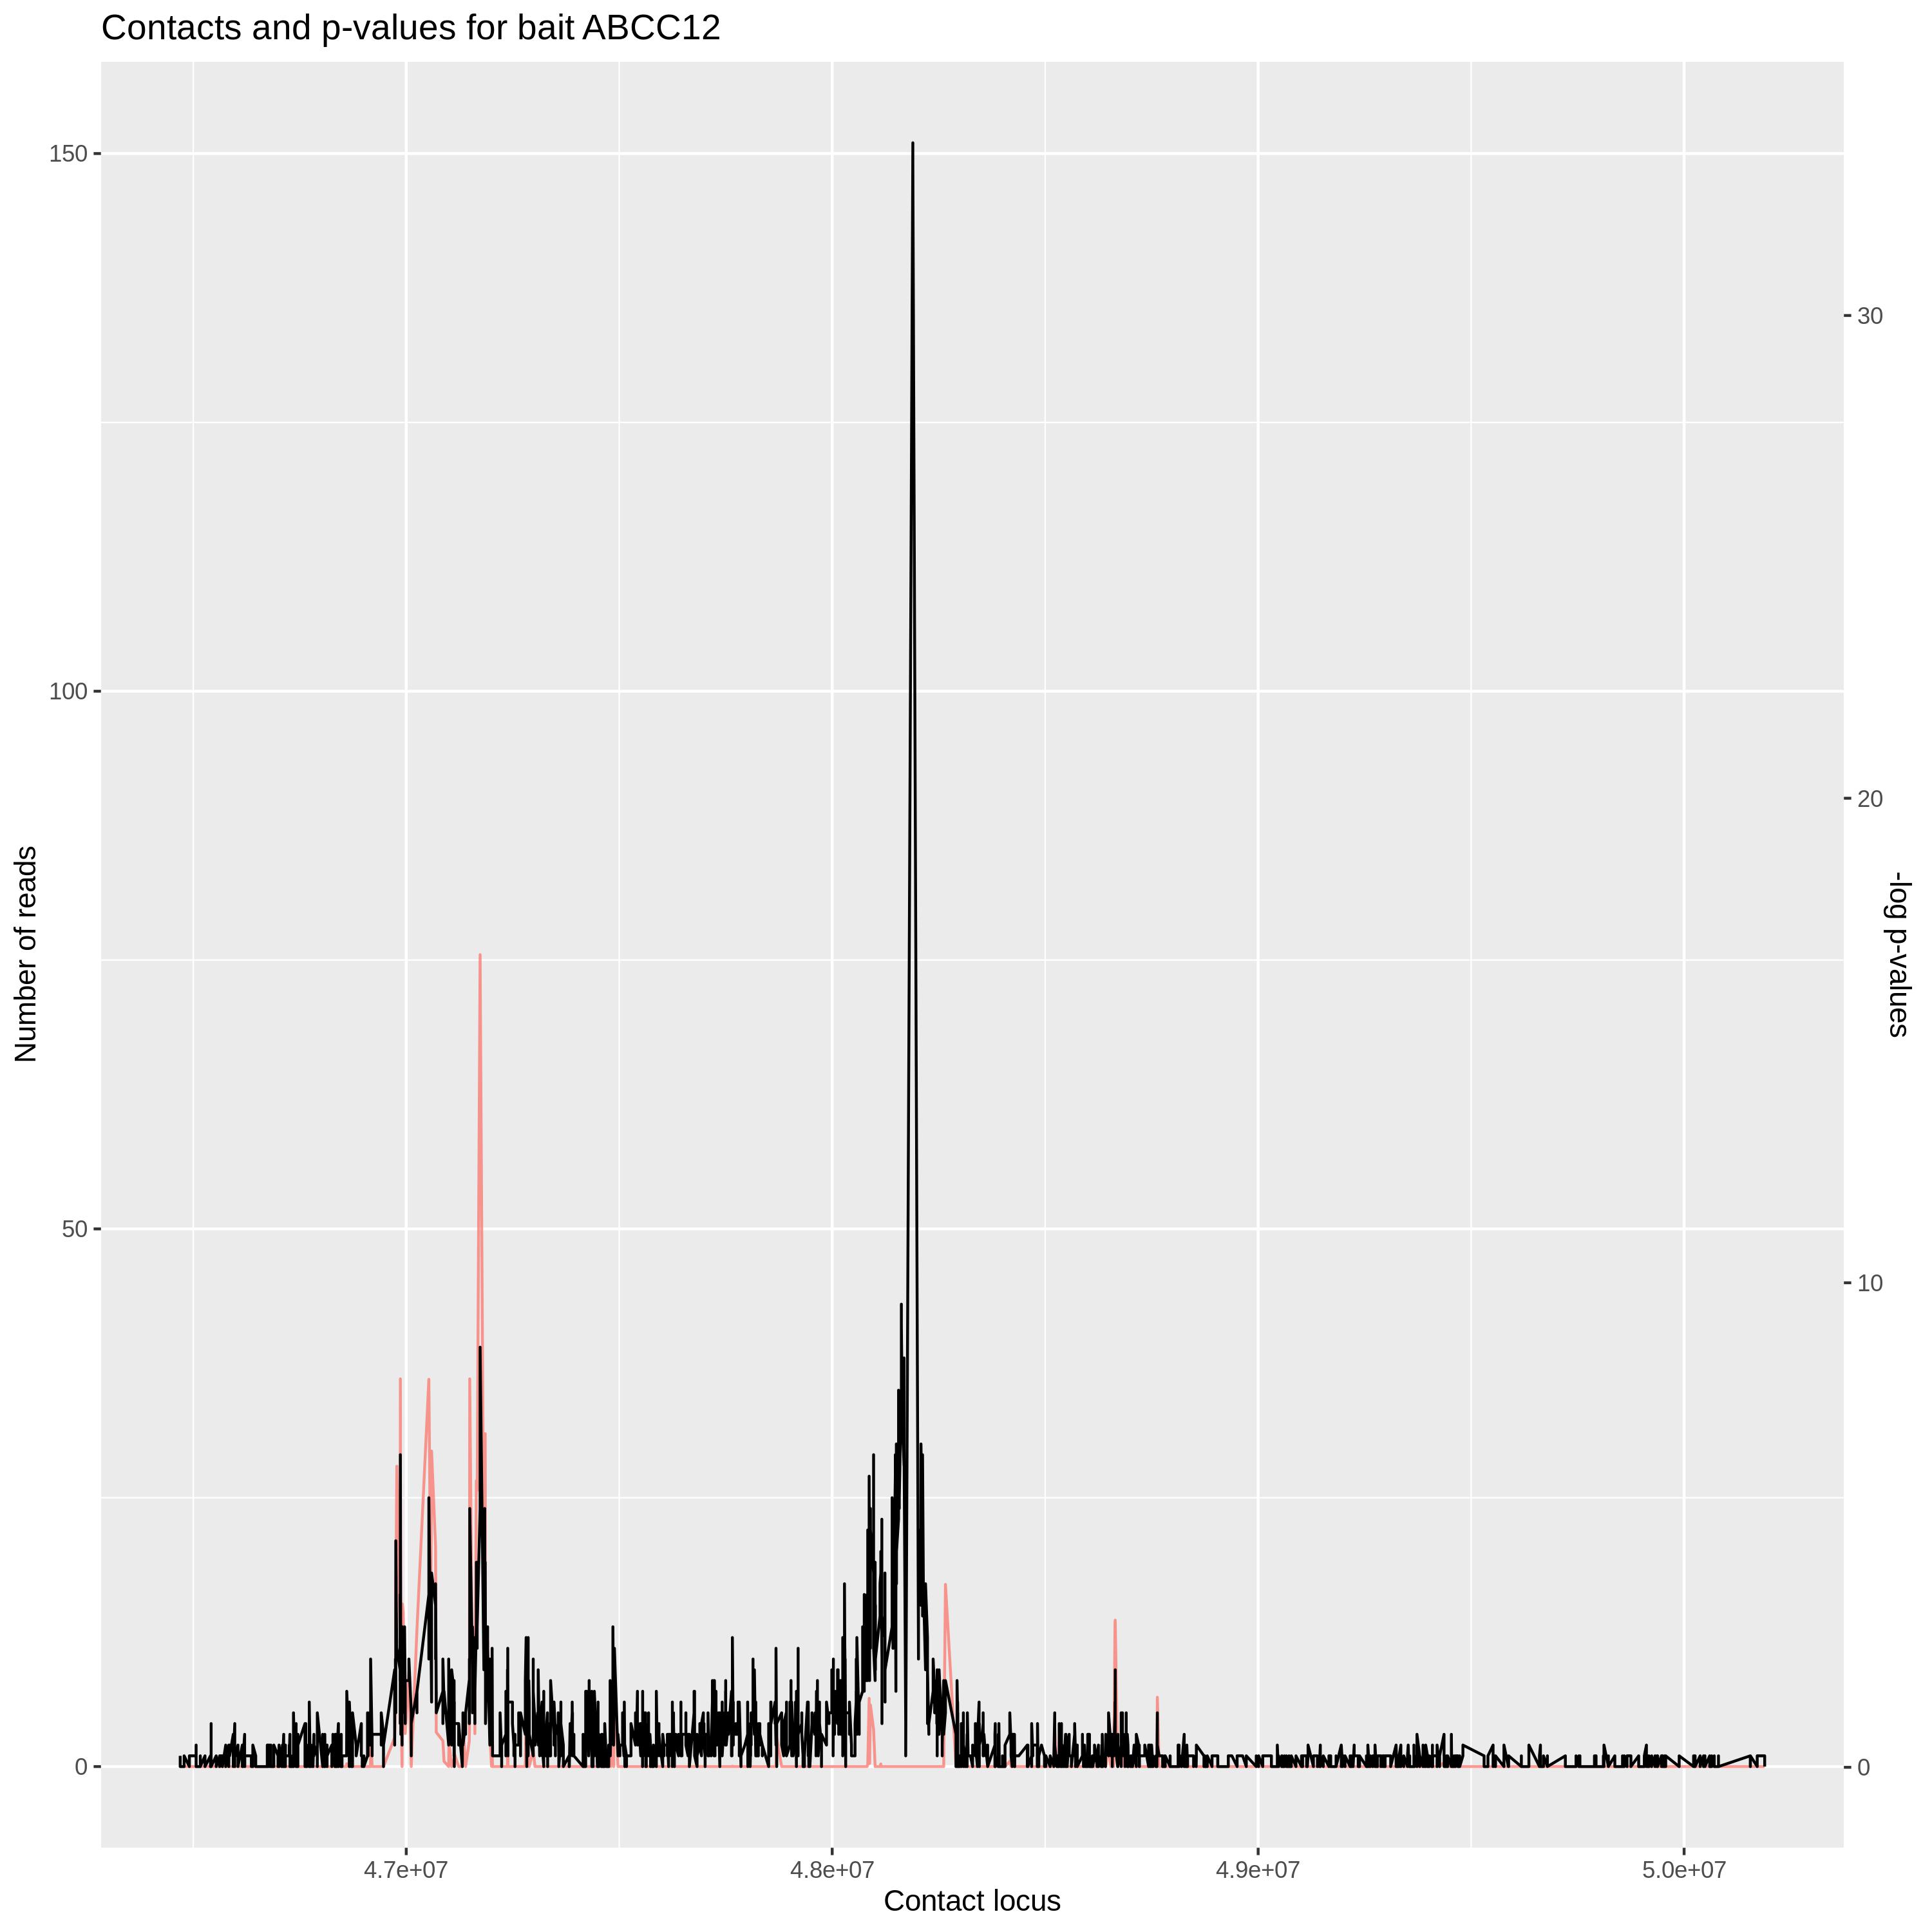 Contacts and p-values for bait ABCC12
150
100
50
0
Number of reads
30
20
10
0
-log p-values
4.7e+07
4.8e+07
4.9e+07
5.0e+07
Contact locus